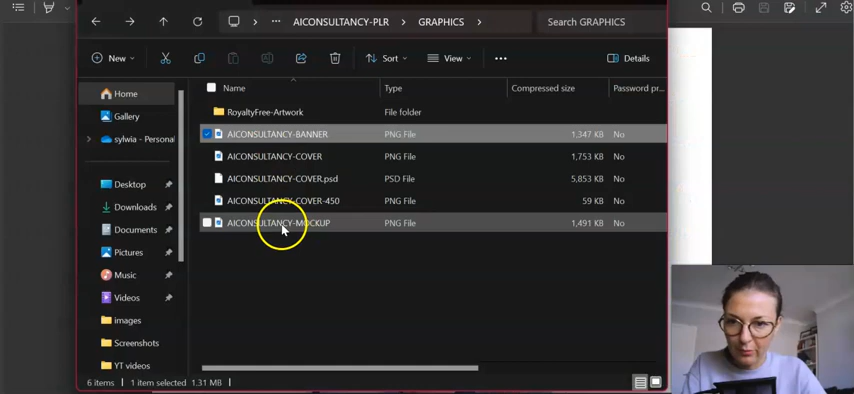 AICONSULTANCY-PLR > GRAPHICS > Search GRAPHICS
New Sort View ... Details
Name Type Compressed size Password pr...
RoyaltyFree-Artwork File folder
AICONSULTANCY-BANNER PNG File 1,347 KB No
AICONSULTANCY-COVER PNG File 1,753 KB No
AICONSULTANCY-COVER.psd PSD File 5,853 KB No
AICONSULTANCY-COVER-450 PNG File 59 KB No
AICONSULTANCY-MOCKUP PNG File 1,491 KB No
Home
Gallery
sylwia - Personal
Desktop
Downloads
Documents
Pictures
Music
Videos
images
Screenshots
YT videos
6 items 1 item selected 1.31 MB